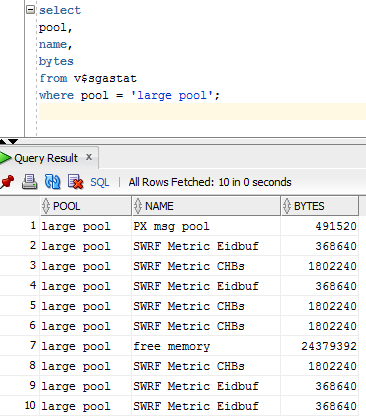 select
pool,
name,
bytes
from v$sgastat
where pool = 'large pool';
Query Result x
SQL | All Rows Fetched: 10 in 0 seconds
POOL NAME BYTES
1 large pool PX msg pool 491520
2 large pool SWRF Metric Eidbuf 368640
3 large pool SWRF Metric CHBs 1802240
4 large pool SWRF Metric Eidbuf 368640
5 large pool SWRF Metric CHBs 1802240
6 large pool SWRF Metric CHBs 1802240
7 large pool free memory 24379392
8 large pool SWRF Metric CHBs 1802240
9 large pool SWRF Metric Eidbuf 368640
10 large pool SWRF Metric Eidbuf 368640